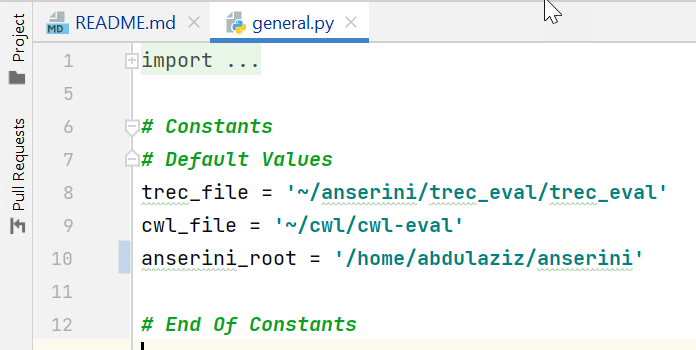 Project
Pull Requests
MD README.md general.py
1 import ...
5
6 # Constants
7 # Default Values
8 trec_file = '~/anserini/trec_eval/trec_eval'
9 cwl_file = '~/cwl/cwl-eval'
10 anserini_root = '/home/abdulaziz/anserini'
11
12 # End Of Constants